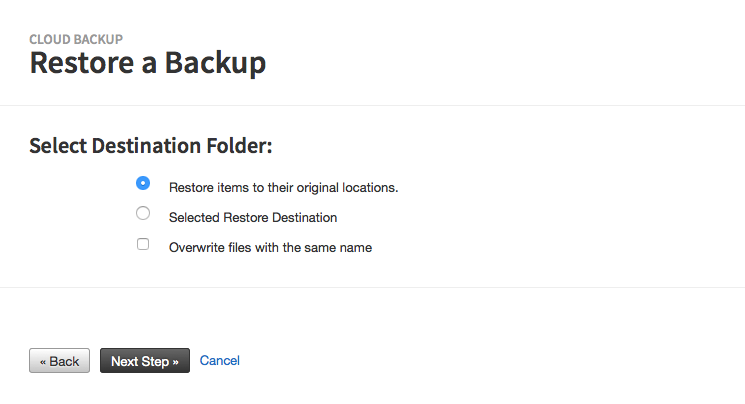 CLOUD BACKUP
Restore a Backup
Select Destination Folder:
Restore items to their original locations.
Selected Restore Destination
Overwrite files with the same name
« Back Next Step » Cancel